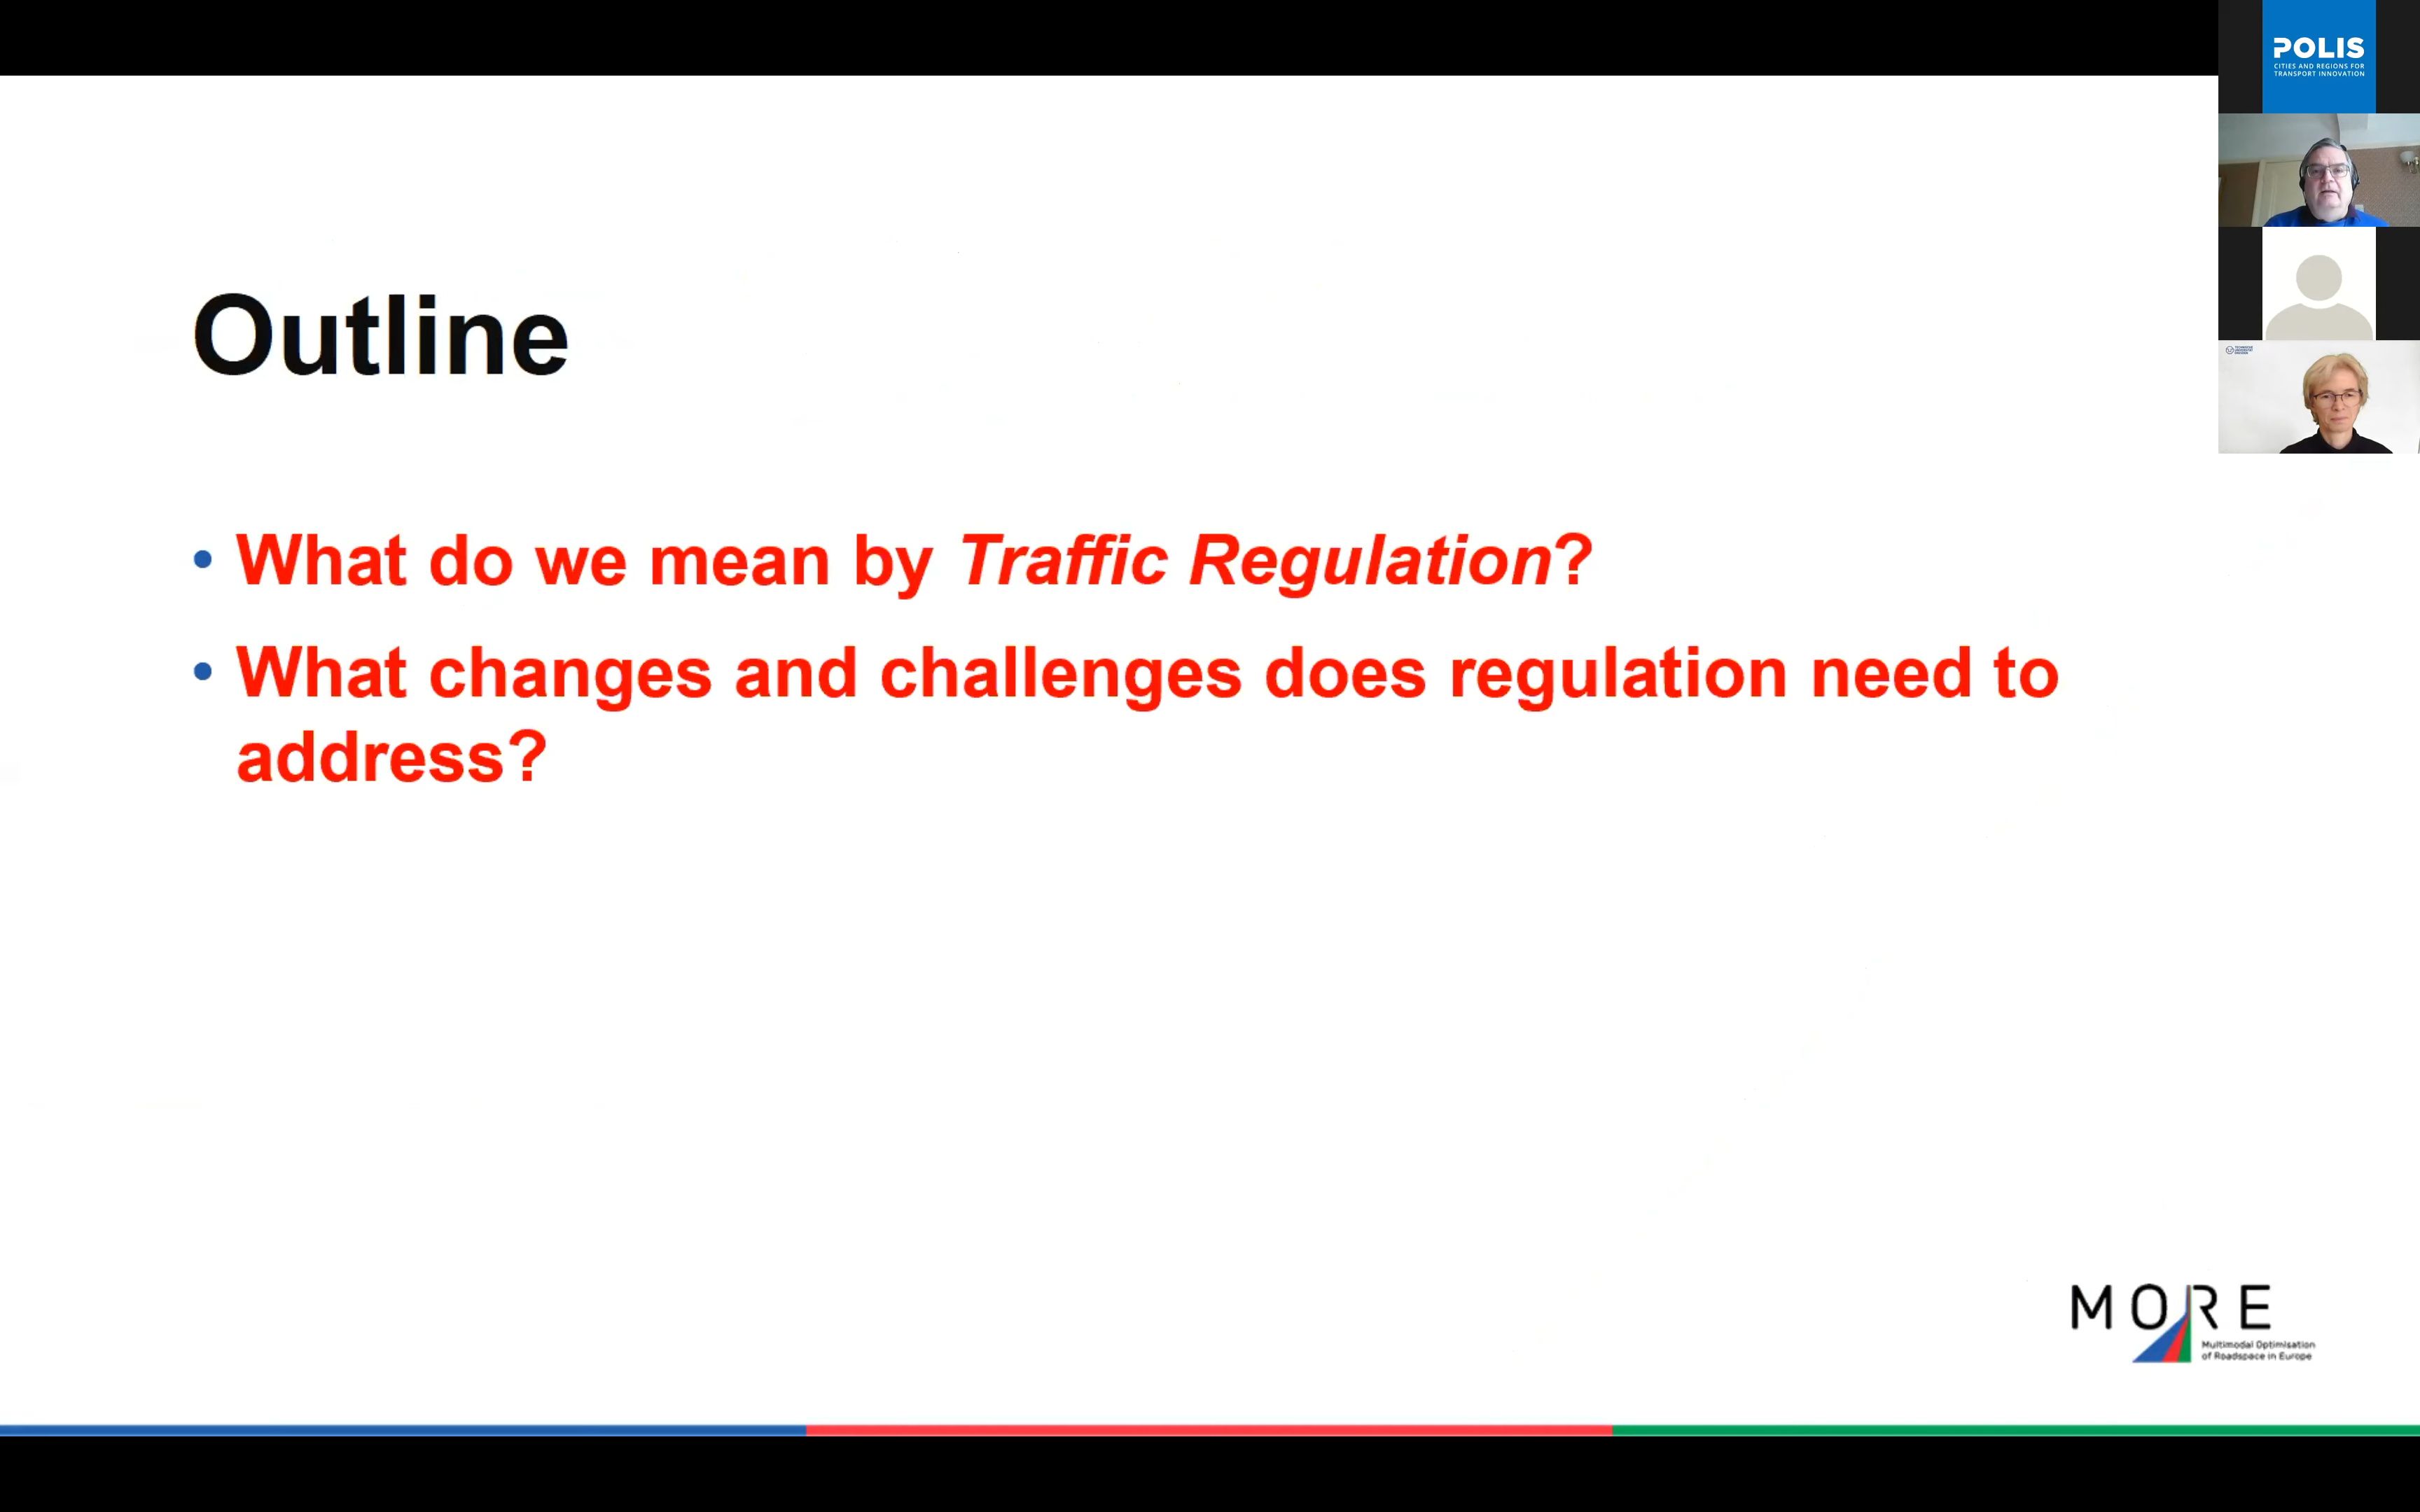 POLIS
CITIES AND REGIONS FOR
TRANSPORT INNOVATION
Outline
• What do we mean by Traffic Regulation?
• What changes and challenges does regulation need to
address?
MORE
Multimodal Optimisation
of Roadspace in Europe